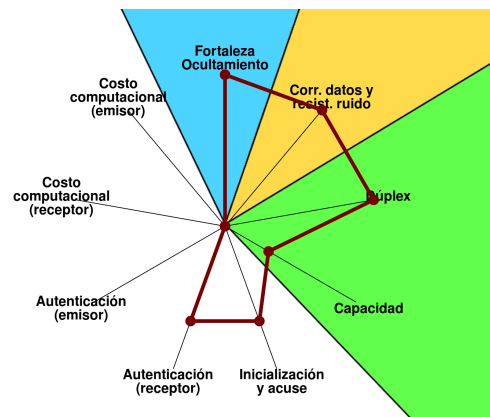 Fortaleza
Ocultamiento
Corr. datos y
resist. ruido
Dúplex
Capacidad
Inicialización
y acuse
Autenticación
(receptor)
Autenticación
(emisor)
Costo
computacional
(receptor)
Costo
computacional
(emisor)